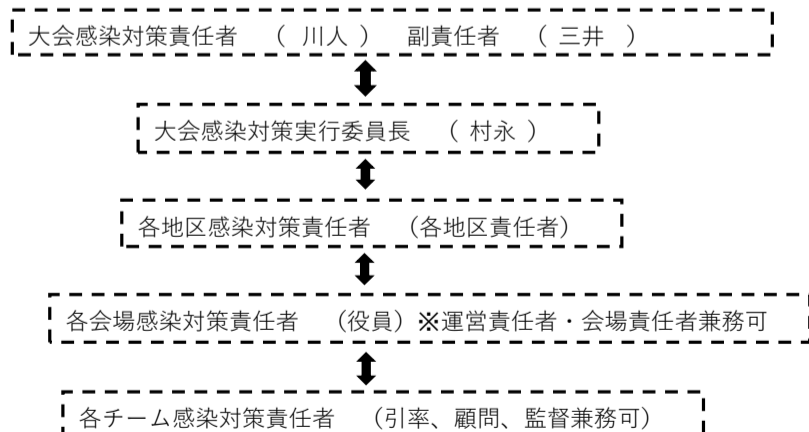 大会感染対策責任者　（ 川人 ）　副責任者　（ 三井　）
大会感染対策実行委員長　（ 村永 ）
各地区感染対策責任者　（各地区責任者）
各会場感染対策責任者　（役員）※運営責任者・会場責任者兼務可
各チーム感染対策責任者　（引率、顧問、監督兼務可）